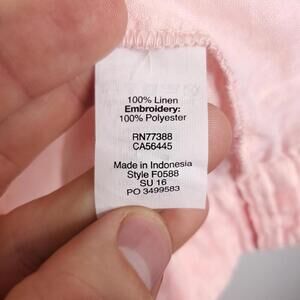 100% Linen
Embroidery:
100% Polyester
RN77388
CA56445
Made in Indonesia
Style F0588
SU 16
PO 3499583